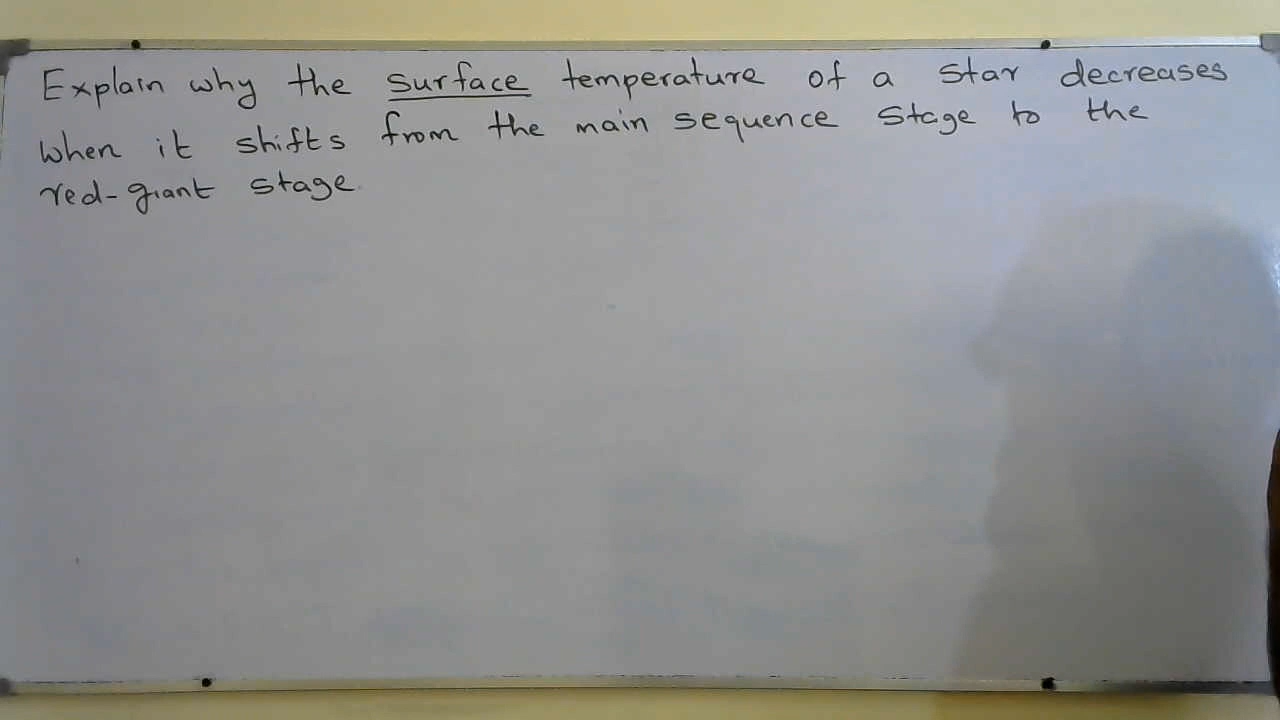 Explain why the surface temperature of a star decreases
when it shifts from the main sequence stage to the
red-giant stage.